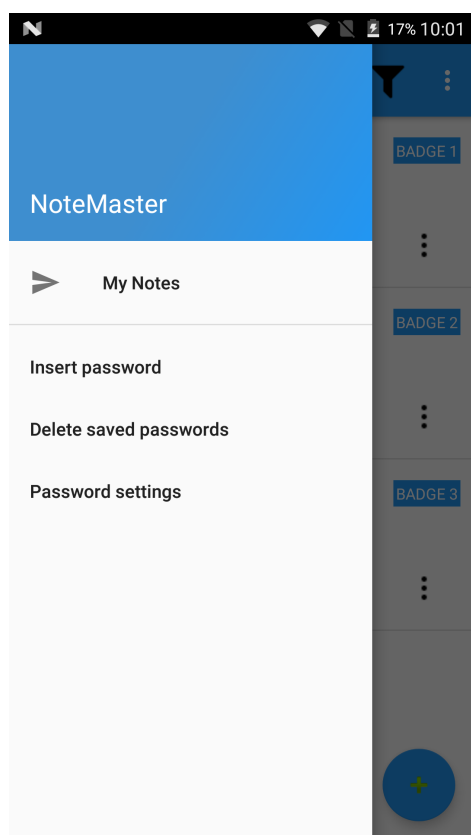 17% 10:01
NoteMaster
BADGE 1
My Notes
BADGE 2
Insert password
Delete saved passwords
Password settings
BADGE 3